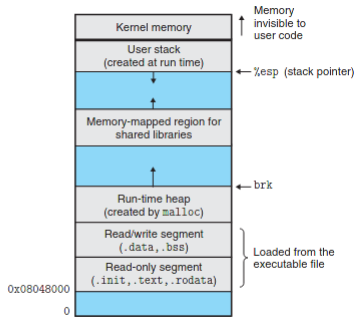 Memory
invisible to
user code
Kernel memory
User stack
(created at run time)
%esp (stack pointer)
Memory-mapped region for
shared libraries
brk
Run-time heap
(created by malloc)
Read/write segment
(.data,.bss)
Loaded from the
executable file
Read-only segment
(.init,.text,.rodata)
0x08048000
0